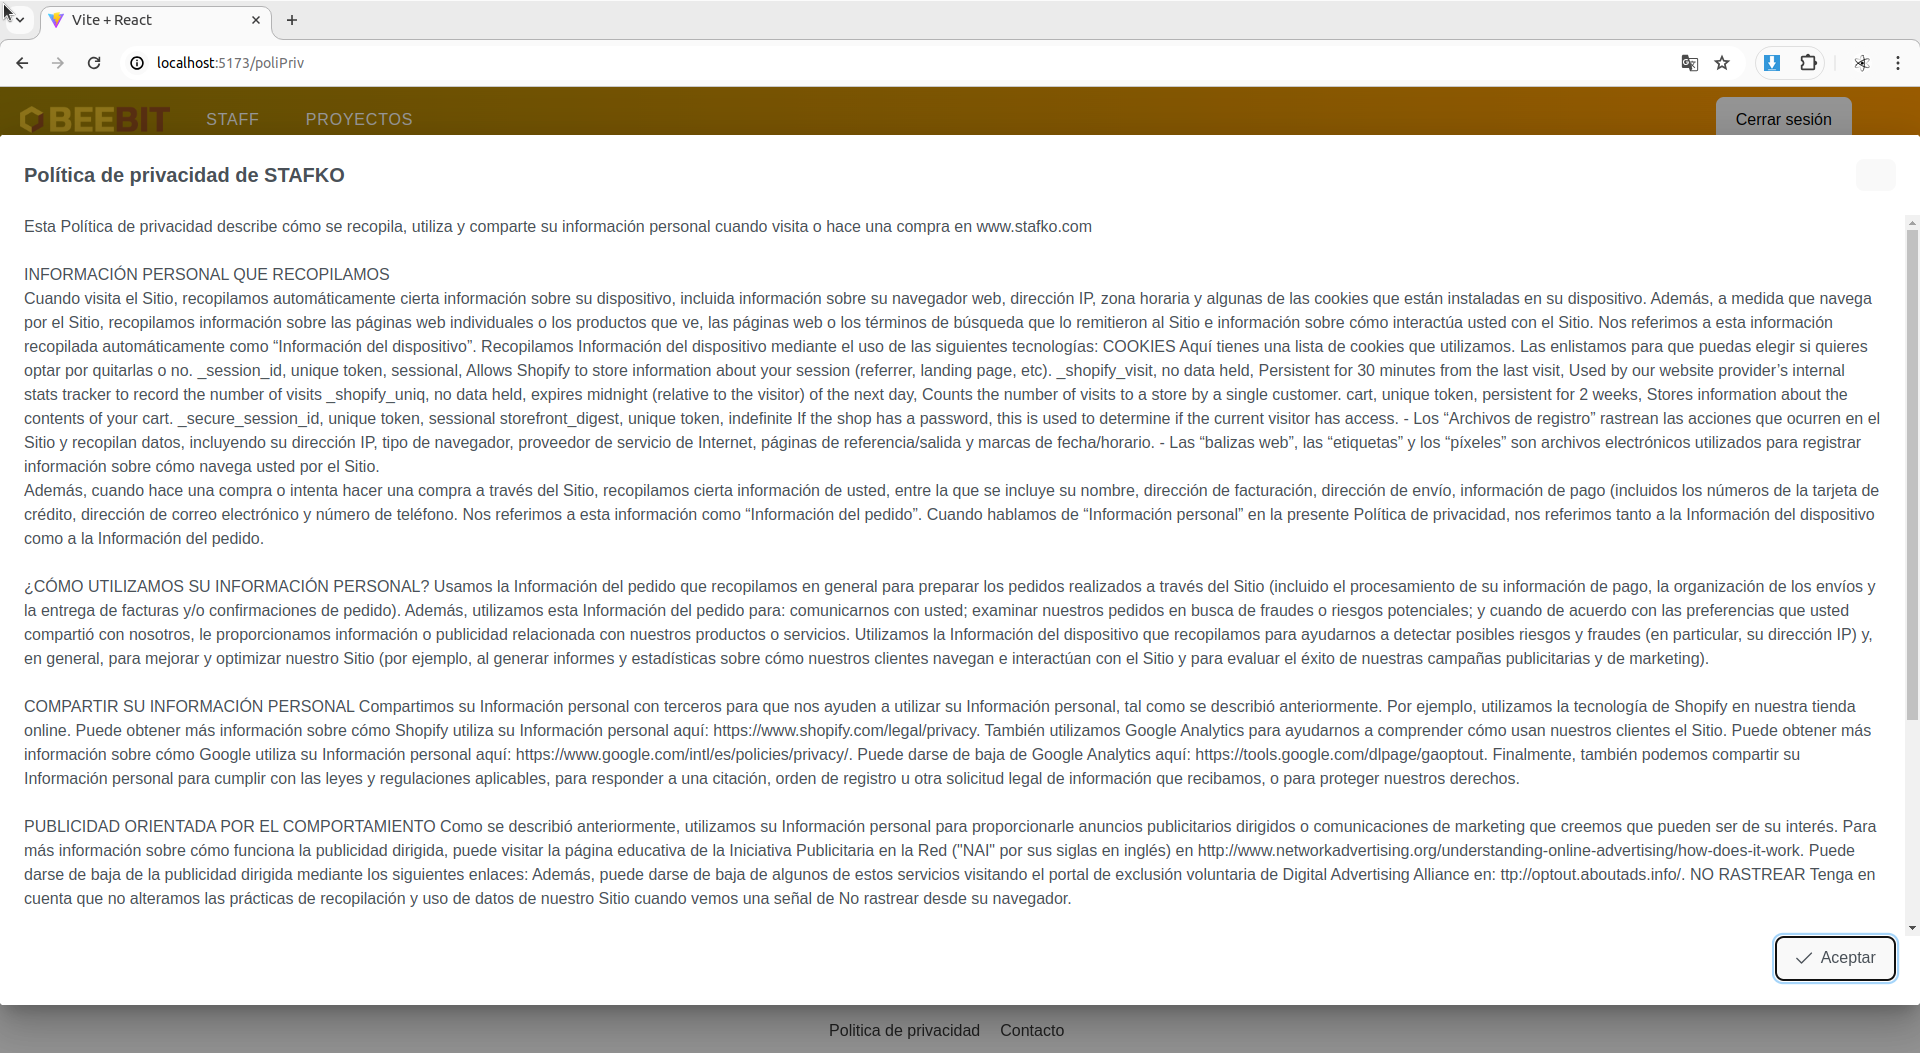 Vite + React
localhost:5173/poliPriv
BEEBIT STAFF PROYECTOS Cerrar sesión
Política de privacidad de STAFKO
Esta Política de privacidad describe cómo se recopila, utiliza y comparte su información personal cuando visita o hace una compra en www.stafko.com
INFORMACIÓN PERSONAL QUE RECOPILAMOS
Cuando visita el Sitio, recopilamos automáticamente cierta información sobre su dispositivo, incluida información sobre su navegador web, dirección IP, zona horaria y algunas de las cookies que están instaladas en su dispositivo. Además, a medida que navega
por el Sitio, recopilamos información sobre las páginas web individuales o los productos que ve, las páginas web o los términos de búsqueda que lo remitieron al Sitio e información sobre cómo interactúa usted con el Sitio. Nos referimos a esta información
recopilada automáticamente como “Información del dispositivo”. Recopilamos Información del dispositivo mediante el uso de las siguientes tecnologías: COOKIES Aquí tienes una lista de cookies que utilizamos. Las enlistamos para que puedas elegir si quieres
optar por quitarlas o no. _session_id, unique token, sessional, Allows Shopify to store information about your session (referrer, landing page, etc). _shopify_visit, no data held, Persistent for 30 minutes from the last visit, Used by our website provider’s internal
stats tracker to record the number of visits _shopify_uniq, no data held, expires midnight (relative to the visitor) of the next day, Counts the number of visits to a store by a single customer. cart, unique token, persistent for 2 weeks, Stores information about the
contents of your cart. _secure_session_id, unique token, sessional storefront_digest, unique token, indefinite If the shop has a password, this is used to determine if the current visitor has access. - Los “Archivos de registro” rastrean las acciones que ocurren en el
Sitio y recopilan datos, incluyendo su dirección IP, tipo de navegador, proveedor de servicio de Internet, páginas de referencia/salida y marcas de fecha/horario. - Las “balizas web”, las “etiquetas” y los “píxeles” son archivos electrónicos utilizados para registrar
información sobre cómo navega usted por el Sitio.
Además, cuando hace una compra o intenta hacer una compra a través del Sitio, recopilamos cierta información de usted, entre la que se incluye su nombre, dirección de facturación, dirección de envío, información de pago (incluidos los números de la tarjeta de
crédito, dirección de correo electrónico y número de teléfono. Nos referimos a esta información como “Información del pedido”. Cuando hablamos de “Información personal” en la presente Política de privacidad, nos referimos tanto a la Información del dispositivo
como a la Información del pedido.
¿CÓMO UTILIZAMOS SU INFORMACIÓN PERSONAL? Usamos la Información del pedido que recopilamos en general para preparar los pedidos realizados a través del Sitio (incluido el procesamiento de su información de pago, la organización de los envíos y
la entrega de facturas y/o confirmaciones de pedido). Además, utilizamos esta Información del pedido para: comunicarnos con usted; examinar nuestros pedidos en busca de fraudes o riesgos potenciales; y cuando de acuerdo con las preferencias que usted
compartió con nosotros, le proporcionamos información o publicidad relacionada con nuestros productos o servicios. Utilizamos la Información del dispositivo que recopilamos para ayudarnos a detectar posibles riesgos y fraudes (en particular, su dirección IP) y,
en general, para mejorar y optimizar nuestro Sitio (por ejemplo, al generar informes y estadísticas sobre cómo nuestros clientes navegan e interactúan con el Sitio y para evaluar el éxito de nuestras campañas publicitarias y de marketing).
COMPARTIR SU INFORMACIÓN PERSONAL Compartimos su Información personal con terceros para que nos ayuden a utilizar su Información personal, tal como se describió anteriormente. Por ejemplo, utilizamos la tecnología de Shopify en nuestra tienda
online. Puede obtener más información sobre cómo Shopify utiliza su Información personal aquí: https://www.shopify.com/legal/privacy. También utilizamos Google Analytics para ayudarnos a comprender cómo usan nuestros clientes el Sitio. Puede obtener más
información sobre cómo Google utiliza su Información personal aquí: https://www.google.com/intl/es/policies/privacy/. Puede darse de baja de Google Analytics aquí: https://tools.google.com/dlpage/gaoptout. Finalmente, también podemos compartir su
Información personal para cumplir con las leyes y regulaciones aplicables, para responder a una citación, orden de registro u otra solicitud legal de información que recibamos, o para proteger nuestros derechos.
PUBLICIDAD ORIENTADA POR EL COMPORTAMIENTO Como se describió anteriormente, utilizamos su Información personal para proporcionarle anuncios publicitarios dirigidos o comunicaciones de marketing que creemos que pueden ser de su interés. Para
más información sobre cómo funciona la publicidad dirigida, puede visitar la página educativa de la Iniciativa Publicitaria en la Red ("NAI" por sus siglas en inglés) en http://www.networkadvertising.org/understanding-online-advertising/how-does-it-work. Puede
darse de baja de la publicidad dirigida mediante los siguientes enlaces: Además, puede darse de baja de algunos de estos servicios visitando el portal de exclusión voluntaria de Digital Advertising Alliance en: ttp://optout.aboutads.info/. NO RASTREAR Tenga en
cuenta que no alteramos las prácticas de recopilación y uso de datos de nuestro Sitio cuando vemos una señal de No rastrear desde su navegador.
Aceptar
Politica de privacidad Contacto